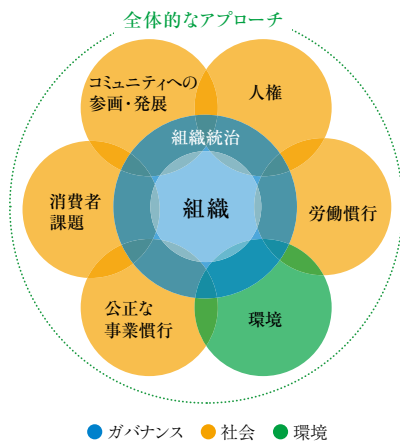 全体的なアプローチ
コミュニティへの
参画・発展
人権
組織統治
組織
消費者
課題
労働慣行
公正な
事業慣行
環境
ガバナンス 社会 環境